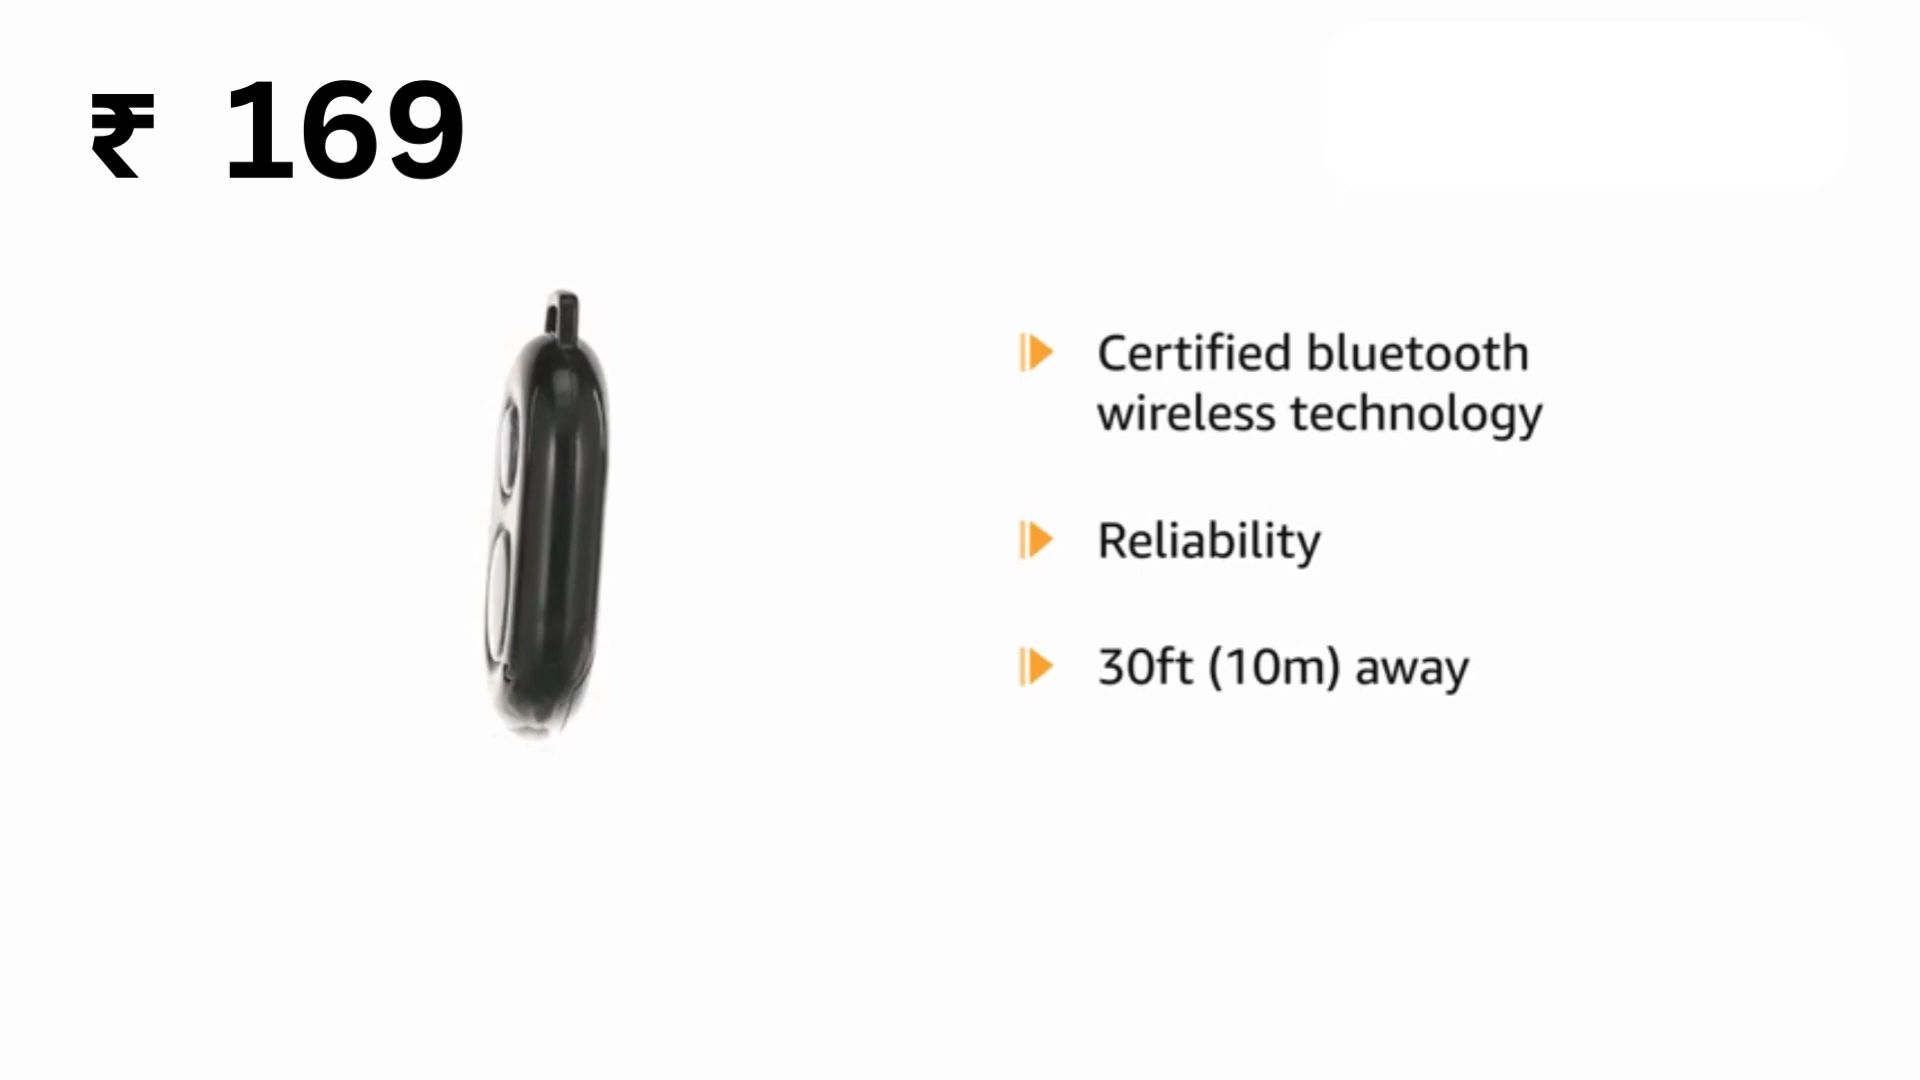 ₹ 169
Certified bluetooth
wireless technology
Reliability
30ft (10m) away